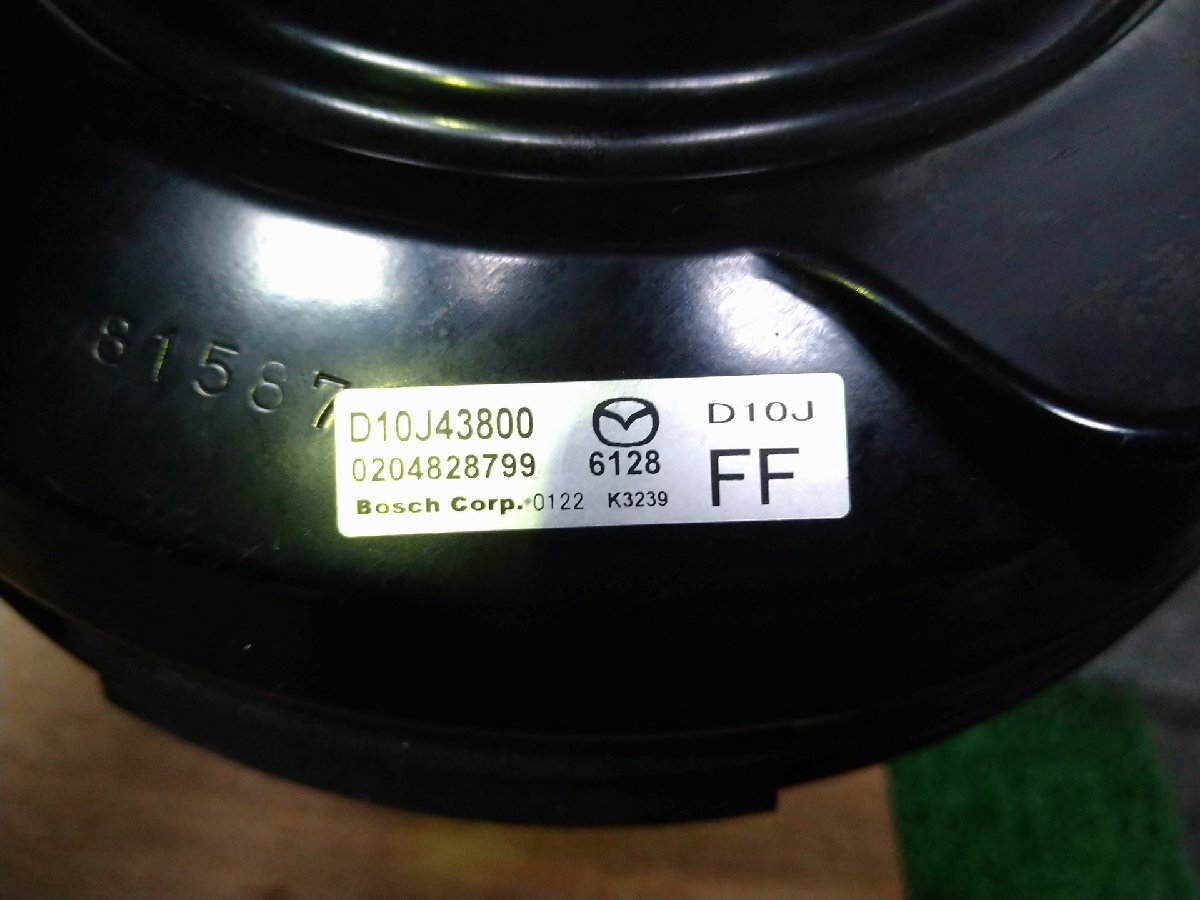 81587
D10J43800 D10J
0204828799 6128 FF
Bosch Corp. 0122 K3239